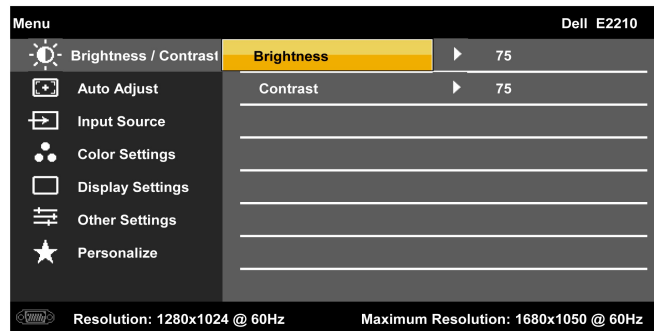 Menu Dell E2210
Brightness / Contrast Brightness 75
Auto Adjust Contrast 75
Input Source
Color Settings
Display Settings
Other Settings
Personalize
Resolution: 1280x1024 @ 60Hz Maximum Resolution: 1680x1050 @ 60Hz